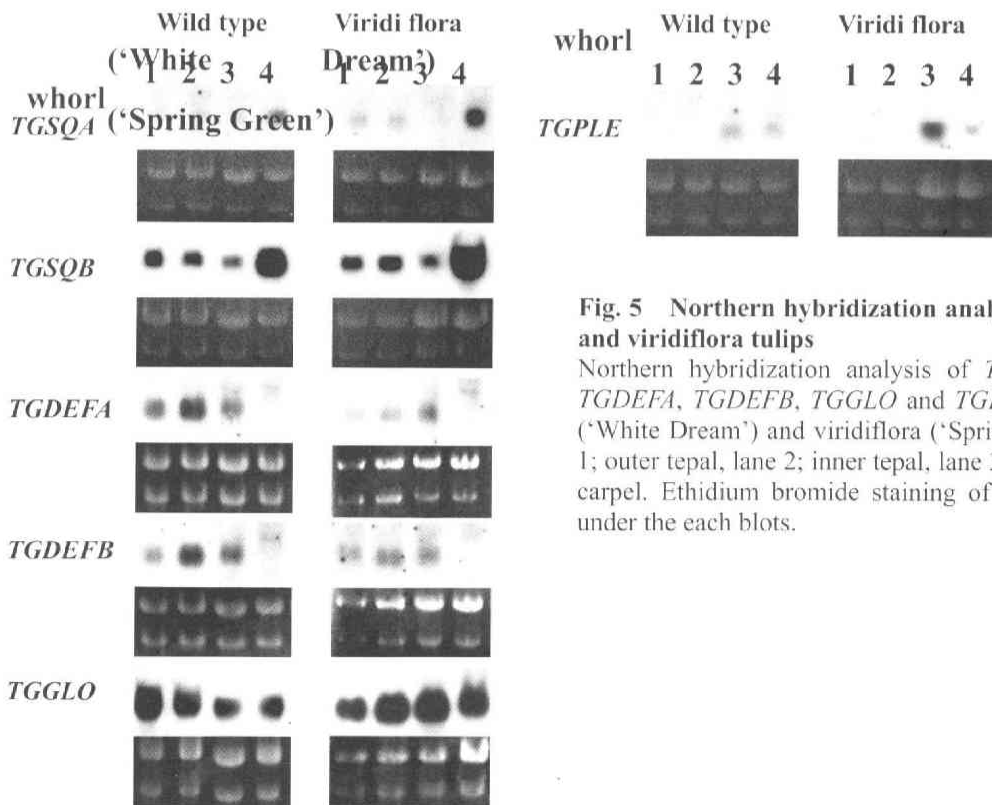 Wild type Viridi flora
(‘White Dream’)
1 2 3 4 1 2 3 4
whorl
TGSQA (‘Spring Green’)
TGSQB
TGDEFA
TGDEFB
TGGLO
whorl Wild type Viridi flora
1 2 3 4 1 2 3 4
TGPLE
Fig. 5 Northern hybridization anal
and viridiflora tulips
Northern hybridization analysis of T
TGDEFA, TGDEFB, TGGLO and TGI
(‘White Dream’) and viridiflora (‘Spri
1; outer tepal, lane 2; inner tepal, lane
carpel. Ethidium bromide staining of
under the each blots.